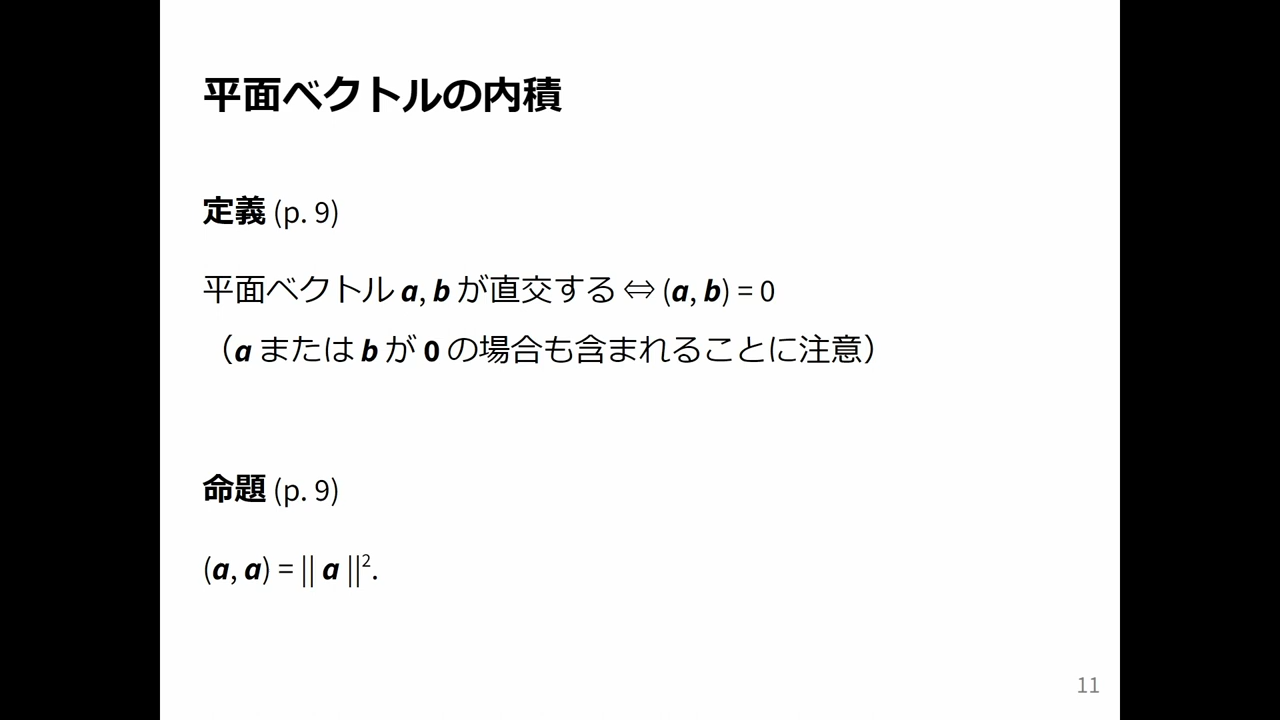 平面ベクトルの内積
定義 (p. 9)
平面ベクトル a, b が直交する ⇔ (a, b) = 0
（a または b が 0 の場合も含まれることに注意）
命題 (p. 9)
(a, a) = || a ||².
11